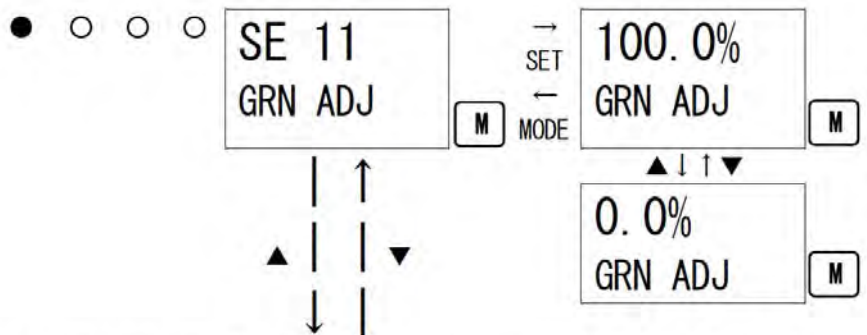 ● ○ ○ ○
SE 11
GRN ADJ
M
→
SET
←
MODE
100. 0%
GRN ADJ
M
▲↓↑▼
0. 0%
GRN ADJ
M
▲ ↓ ↑ ▼